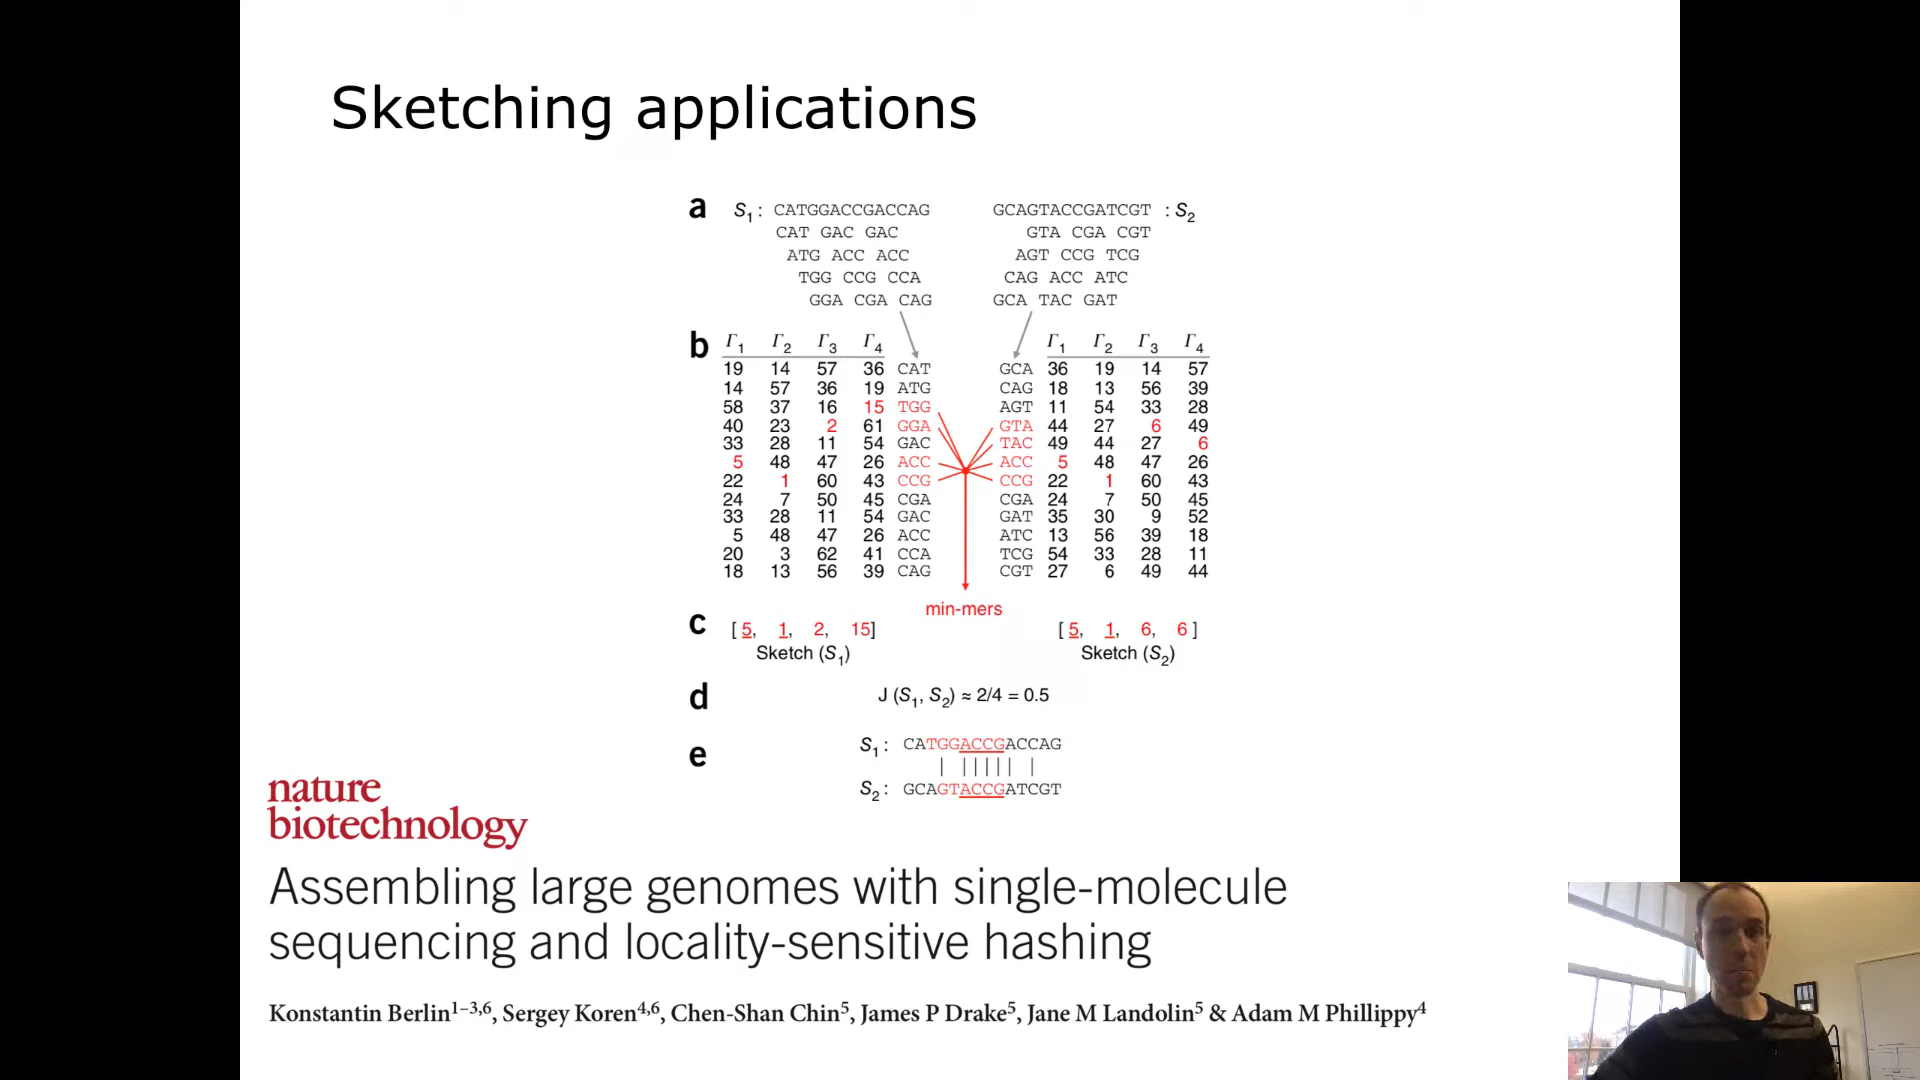 Sketching applications
a S1: CATGGACCGACCAG GCAGTACCGATCGT :S2
CAT GAC GAC GTA CGA CGT
ATG ACC ACC AGT CCG TCG
TGG CCG CCA CAG ACC ATC
GGA CGA CAG GCA TAC GAT
b Γ1 Γ2 Γ3 Γ4 Γ1 Γ2 Γ3 Γ4
19 14 57 36 CAT GCA 36 19 14 57
14 57 36 19 ATG CAG 18 13 56 39
58 37 16 15 TGG AGT 11 54 33 28
40 23 2 61 GGA GTA 44 27 6 49
33 28 11 54 GAC TAC 49 44 27 6
5 48 47 26 ACC ACC 5 48 47 26
22 1 60 43 CCG CCG 22 1 60 43
24 7 50 45 CGA CGA 24 7 50 45
33 28 11 54 GAC GAT 35 30 9 52
5 48 47 26 ACC ATC 13 56 39 18
20 3 62 41 CCA TCG 54 33 28 11
18 13 56 39 CAG CGT 27 6 49 44
min-mers
c [ 5, 1, 2, 15] [ 5, 1, 6, 6 ]
Sketch (S1) Sketch (S2)
d J (S1, S2) ≈ 2/4 = 0.5
e S1: CATGGACCGACCAG
S2: GCAGTACCGATCGT
nature
biotechnology
Assembling large genomes with single-molecule
sequencing and locality-sensitive hashing
Konstantin Berlin1–3,6, Sergey Koren4,6, Chen-Shan Chin5, James P Drake5, Jane M Landolin5 & Adam M Phillippy4